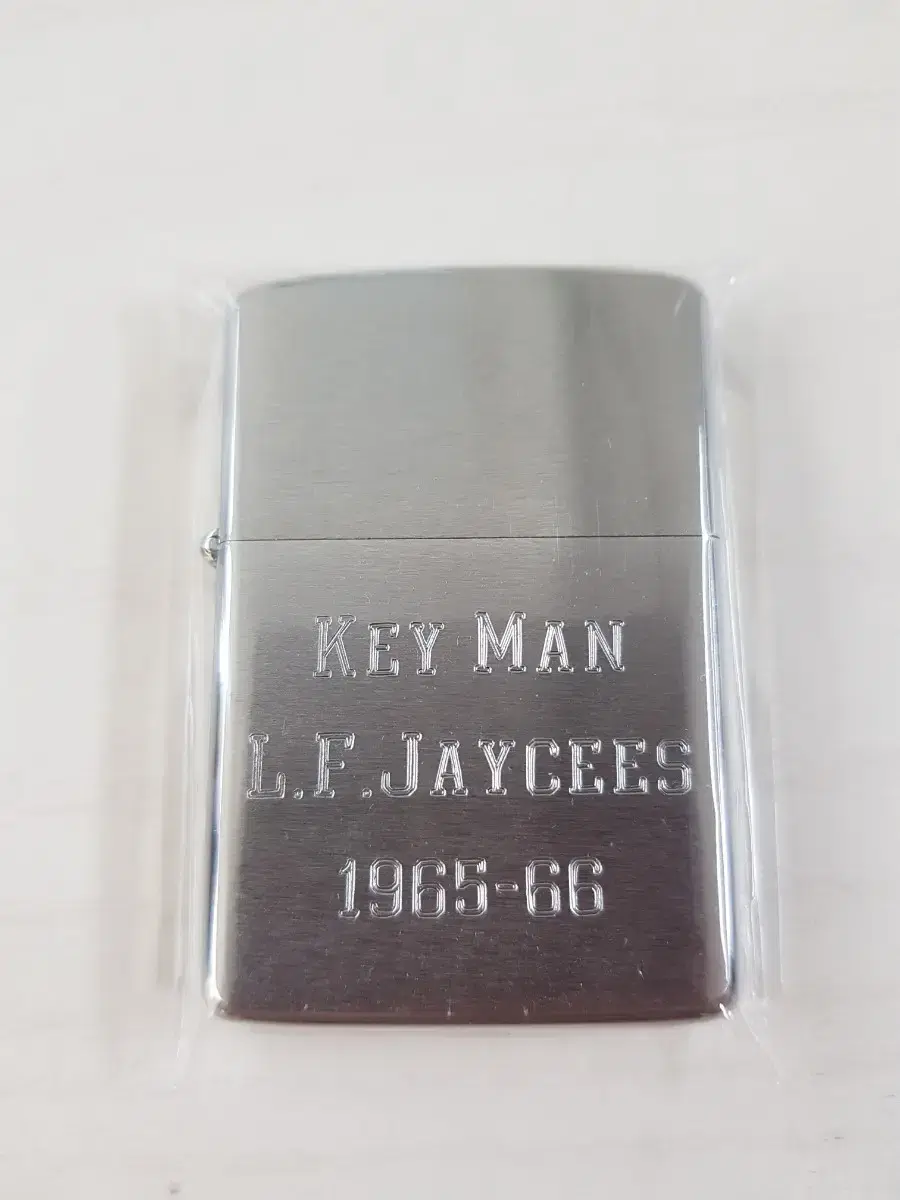 KEY MAN
L.F. JAYCEES
1965-66